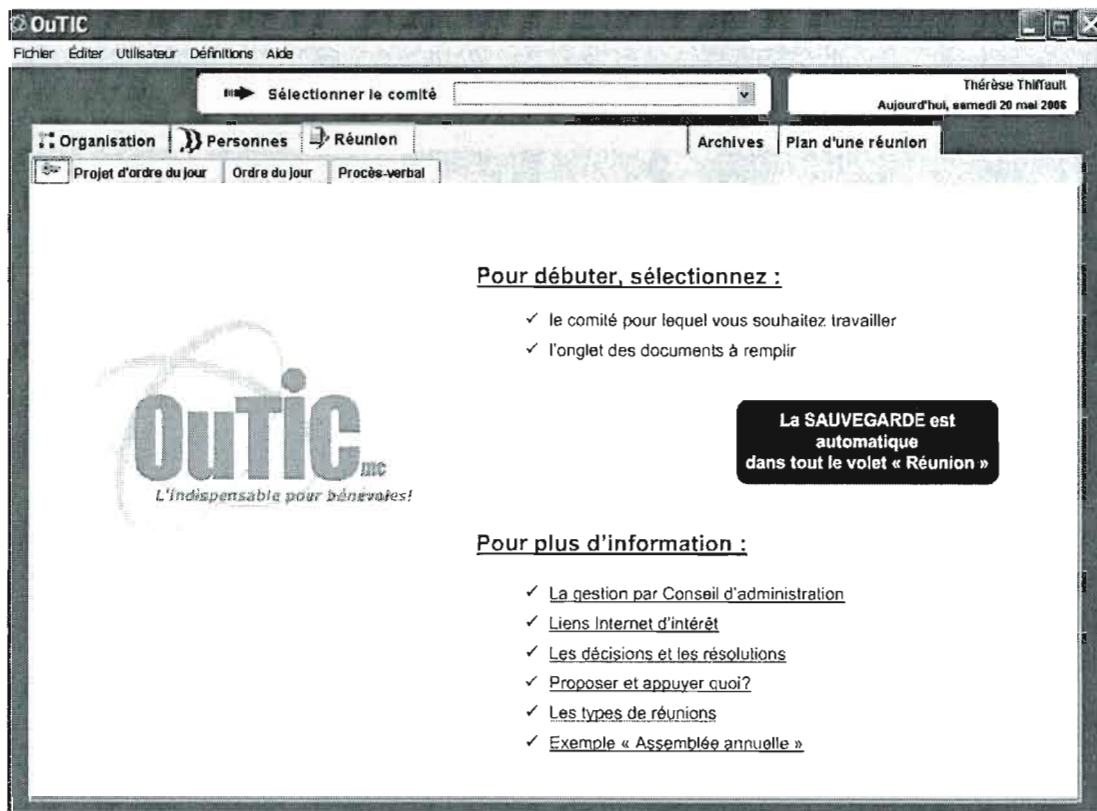 OuTIC
Fichier Éditer Utilisateur Définitions Aide
Sélectionner le comité
Thérèse Thiffault
Aujourd'hui, samedi 20 mai 2006
Organisation Personnes Réunion Archives Plan d'une réunion
Projet d'ordre du jour Ordre du jour Procès-verbal
Pour débuter, sélectionnez :
✓ le comité pour lequel vous souhaitez travailler
✓ l'onglet des documents à remplir
OuTIC mc
L'indispensable pour bénévoles!
La SAUVEGARDE est
automatique
dans tout le volet « Réunion »
Pour plus d'information :
✓ La gestion par Conseil d'administration
✓ Liens Internet d'intérêt
✓ Les décisions et les résolutions
✓ Proposer et appuyer quoi?
✓ Les types de réunions
✓ Exemple « Assemblée annuelle »